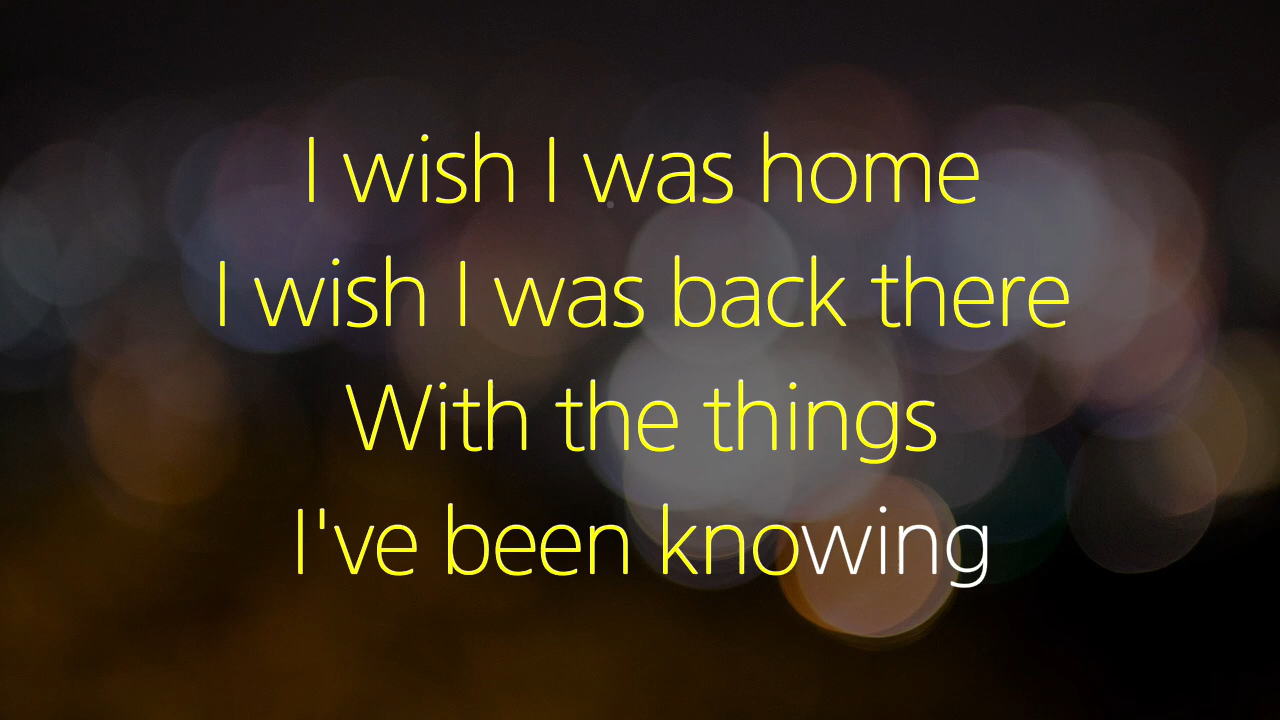 I wish I was home
I wish I was back there
With the things
I've been knowing